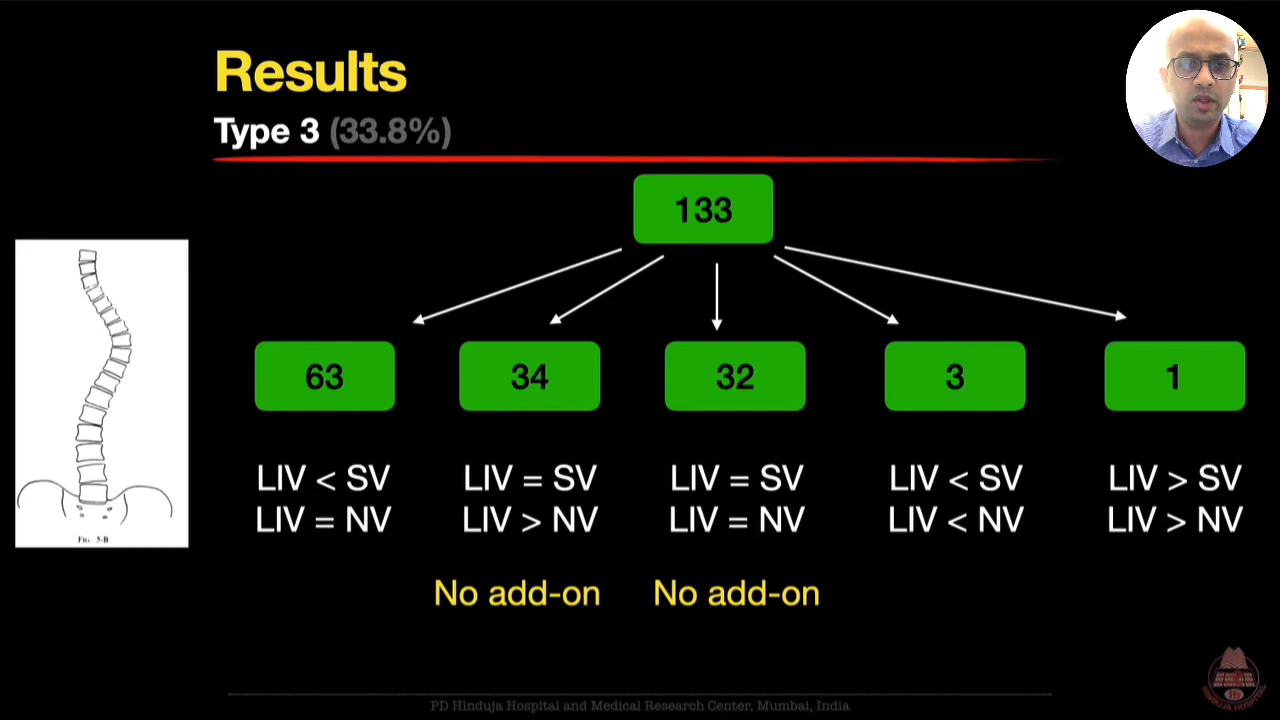 Results
Type 3 (33.8%)
133
63
34
32
3
1
LIV < SV
LIV = NV
LIV = SV
LIV > NV
LIV = SV
LIV = NV
LIV < SV
LIV < NV
LIV > SV
LIV > NV
No add-on
No add-on
FIG. 5-B
PD Hinduja Hospital and Medical Research Center, Mumbai, India